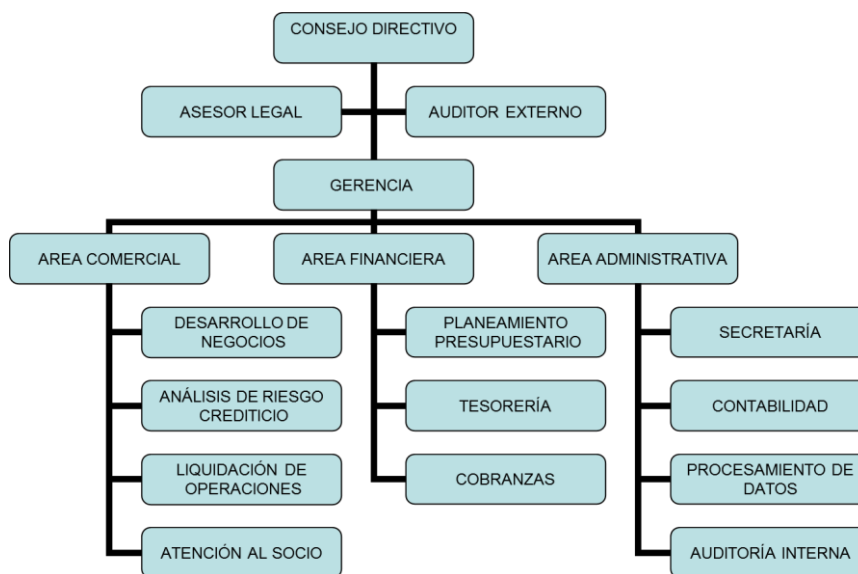 CONSEJO DIRECTIVO
ASESOR LEGAL
AUDITOR EXTERNO
GERENCIA
AREA COMERCIAL
AREA FINANCIERA
AREA ADMINISTRATIVA
DESARROLLO DE
NEGOCIOS
PLANEAMIENTO
PRESUPUESTARIO
SECRETARÍA
ANÁLISIS DE RIESGO
CREDITICIO
TESORERÍA
CONTABILIDAD
LIQUIDACIÓN DE
OPERACIONES
COBRANZAS
PROCESAMIENTO DE
DATOS
ATENCIÓN AL SOCIO
AUDITORÍA INTERNA